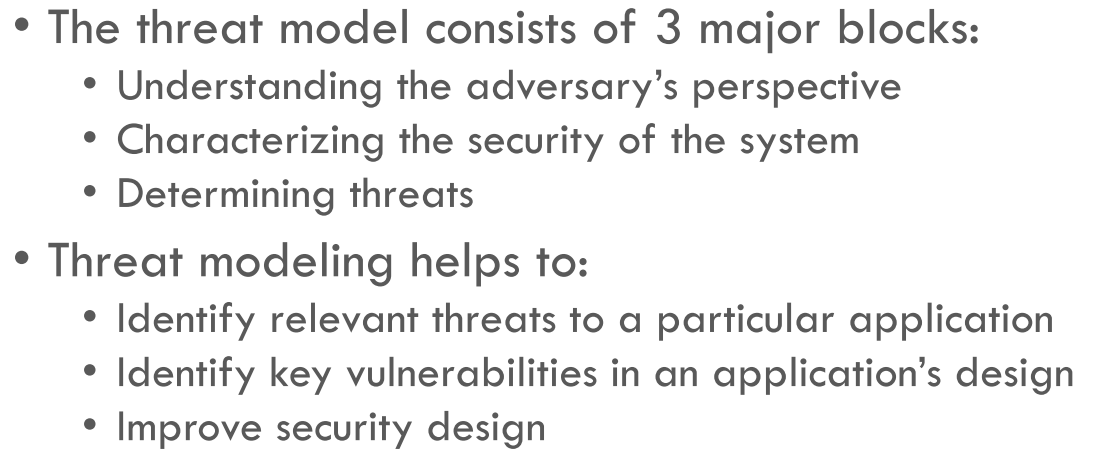 • The threat model consists of 3 major blocks:
• Understanding the adversary’s perspective
• Characterizing the security of the system
• Determining threats
• Threat modeling helps to:
• Identify relevant threats to a particular application
• Identify key vulnerabilities in an application’s design
• Improve security design